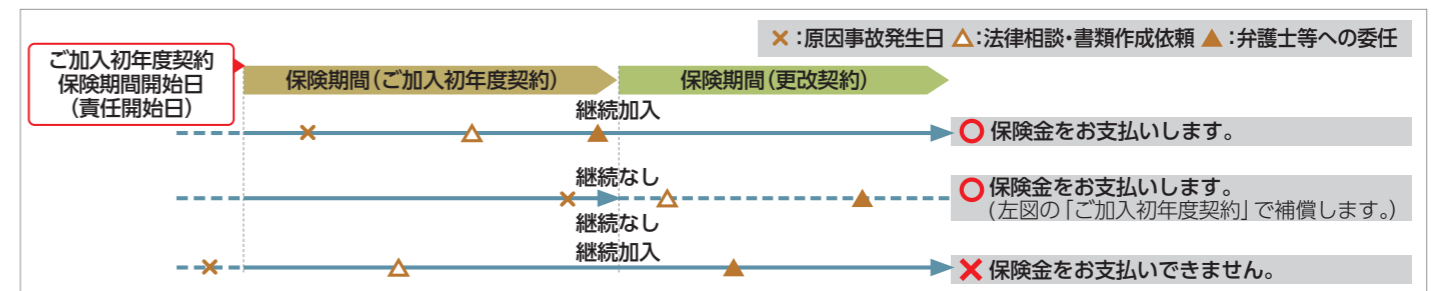 ×:原因事故発生日 △:法律相談・書類作成依頼 ▲:弁護士等への委任
ご加入初年度契約
保険期間開始日
(責任開始日)
保険期間(ご加入初年度契約)
保険期間(更改契約)
継続加入
○保険金をお支払いします。
継続なし
○保険金をお支払いします。
(左図の「ご加入初年度契約」で補償します。)
継続なし
継続加入
×保険金をお支払いできません。